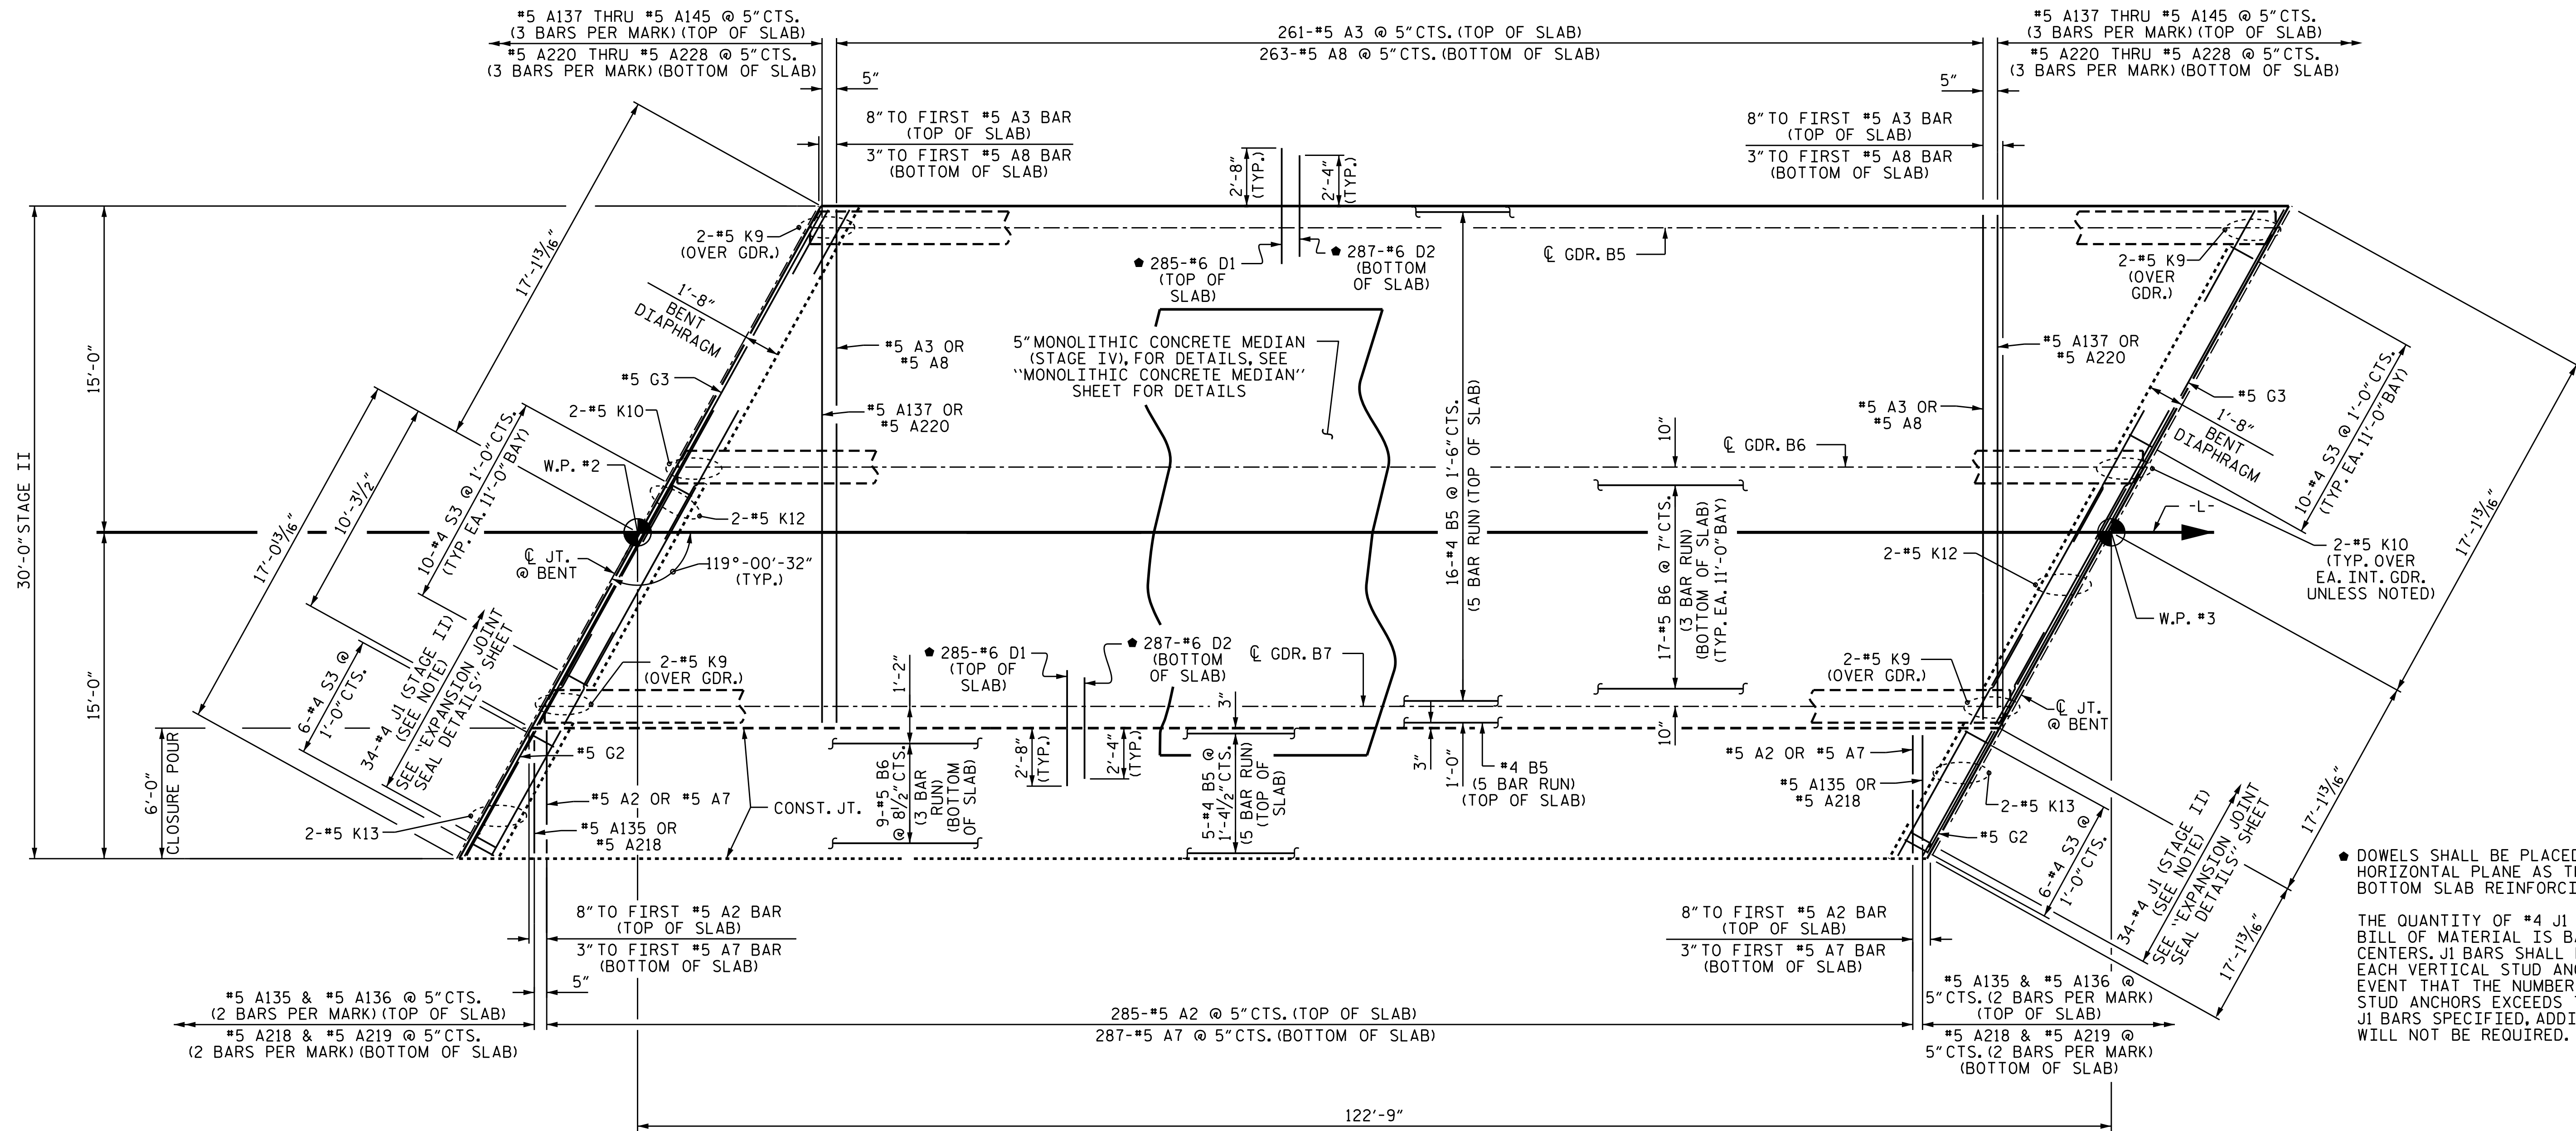 #5 A137 THRU #5 A145 @ 5" CTS.
(3 BARS PER MARK) (TOP OF SLAB)
#5 A220 THRU #5 A228 @ 5" CTS.
(3 BARS PER MARK) (BOTTOM OF SLAB)
5"
261-#5 A3 @ 5" CTS. (TOP OF SLAB)
263-#5 A8 @ 5" CTS. (BOTTOM OF SLAB)
#5 A137 THRU #5 A145 @ 5" CTS.
(3 BARS PER MARK) (TOP OF SLAB)
#5 A220 THRU #5 A228 @ 5" CTS.
(3 BARS PER MARK) (BOTTOM OF SLAB)
5"
8" TO FIRST #5 A3 BAR
(TOP OF SLAB)
3" TO FIRST #5 A8 BAR
(BOTTOM OF SLAB)
8" TO FIRST #5 A3 BAR
(TOP OF SLAB)
3" TO FIRST #5 A8 BAR
(BOTTOM OF SLAB)
2'-8"
(TYP.)
2'-4"
(TYP.)
17'-1 13/16"
2-#5 K9
(OVER GDR.)
285-#6 D1
(TOP OF
SLAB)
287-#6 D2
(BOTTOM
OF SLAB)
℄ GDR. B5
2-#5 K9
(OVER
GDR.)
1'-8"
BENT
DIAPHRAGM
#5 A3 OR
#5 A8
5" MONOLITHIC CONCRETE MEDIAN
(STAGE IV), FOR DETAILS, SEE
"MONOLITHIC CONCRETE MEDIAN"
SHEET FOR DETAILS
#5 A137 OR
#5 A220
15'-0"
#5 G3
2-#5 K10
#5 A137 OR
#5 A220
16-#4 B5 @ 1'-6" CTS.
(5 BAR RUN) (TOP OF SLAB)
#5 A3 OR
#5 A8
#5 G3
1'-8"
BENT
DIAPHRAGM
10-#4 S3 @ 1'-0" CTS.
(TYP. EA. 11'-0" BAY)
10"
℄ GDR. B6
10-#4 S3 @ 1'-0" CTS.
(TYP. EA. 11'-0" BAY)
W.P. #2
10'-3 1/2"
17'-0 13/16"
30'-0" STAGE II
2-#5 K12
17-#5 B6 @ 7" CTS.
(3 BAR RUN)
(BOTTOM OF SLAB)
(TYP. EA. 11'-0" BAY)
-L-
17'-1 13/16"
℄ JT.
@ BENT
119°-00'-32"
(TYP.)
2-#5 K12
2-#5 K10
(TYP. OVER
EA. INT. GDR.
UNLESS NOTED)
W.P. #3
15'-0"
6-#4 S3 @
1'-0" CTS.
34-#4 J1 (STAGE II)
(SEE NOTE)
SEE "EXPANSION JOINT
SEAL DETAILS" SHEET
2-#5 K9
(OVER GDR.)
1'-2"
285-#6 D1
(TOP OF
SLAB)
287-#6 D2
(BOTTOM
OF SLAB)
℄ GDR. B7
2-#5 K9
(OVER GDR.)
℄ JT.
@ BENT
3"
10"
#5 G2
6'-0"
CLOSURE POUR
9-#5 B6
@ 8 1/2" CTS.
(3 BAR
RUN)
(BOTTOM
OF SLAB)
2'-8"
(TYP.)
2'-4"
(TYP.)
5-#4 B5 @
1'-4 1/2" CTS.
(5 BAR RUN)
(TOP OF
SLAB)
3"
1'-0"
#4 B5
(5 BAR RUN)
(TOP OF SLAB)
#5 A2 OR #5 A7
#5 A135 OR
#5 A218
2-#5 K13
17'-1 13/16"
#5 A2 OR #5 A7
CONST. JT.
2-#5 K13
#5 A135 OR
#5 A218
#5 G2
6-#4 S3 @
1'-0" CTS.
34-#4 J1 (STAGE II)
(SEE NOTE)
SEE "EXPANSION JOINT
SEAL DETAILS" SHEET
17'-1 13/16"
DOWELS SHALL BE PLACED
HORIZONTAL PLANE AS
BOTTOM SLAB
THE QUANTITY OF #4 J1
BILL OF MATERIAL IS
CENTERS. J1 BARS SHALL
EACH VERTICAL STUD
EVENT THAT THE NUMBER
STUD ANCHORS EXCEEDS
J1 BARS SPECIFIED,
WILL NOT BE REQUIRED.
8" TO FIRST #5 A2 BAR
(TOP OF SLAB)
3" TO FIRST #5 A7 BAR
(BOTTOM OF SLAB)
5"
8" TO FIRST #5 A2 BAR
(TOP OF SLAB)
3" TO FIRST #5 A7 BAR
(BOTTOM OF SLAB)
#5 A135 & #5 A136 @ 5" CTS.
(2 BARS PER MARK) (TOP OF SLAB)
#5 A218 & #5 A219 @ 5" CTS.
(2 BARS PER MARK) (BOTTOM OF SLAB)
285-#5 A2 @ 5" CTS. (TOP OF SLAB)
287-#5 A7 @ 5" CTS. (BOTTOM OF SLAB)
#5 A135 & #5 A136 @
5" CTS. (2 BARS PER MARK)
(TOP OF SLAB)
#5 A218 & #5 A219 @
5" CTS. (2 BARS PER MARK)
(BOTTOM OF SLAB)
122'-9"